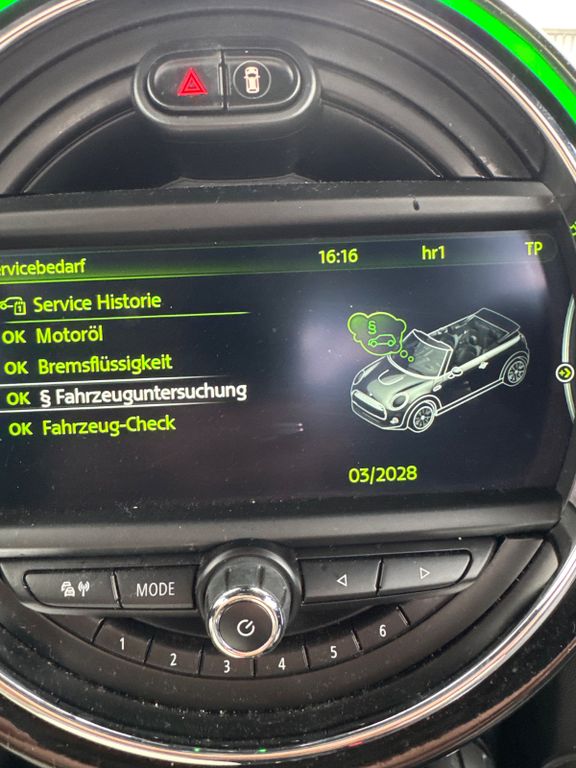 rvicebedarf 16:16 hr1 TP
Service Historie
OK Motoröl
OK Bremsflüssigkeit
OK § Fahrzeuguntersuchung
OK Fahrzeug-Check
§
03/2028
MODE
1 2 3 4 5 6